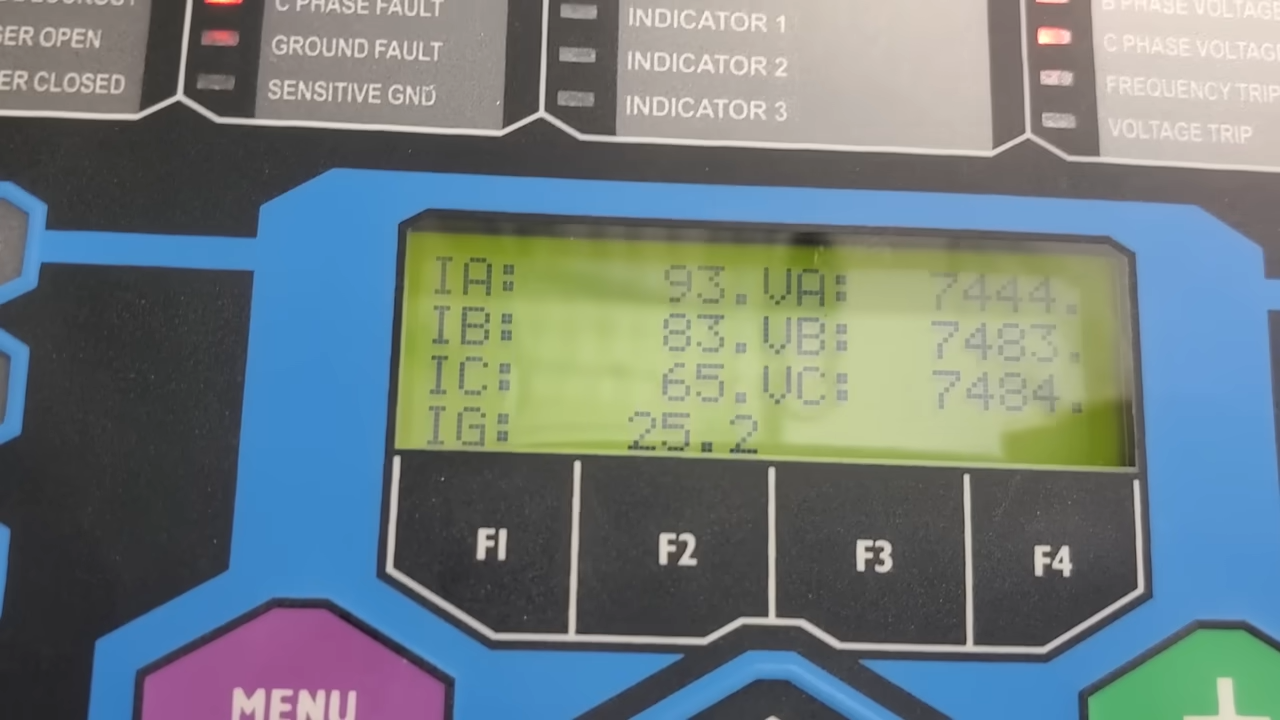 C PHASE FAULT
GER OPEN
GROUND FAULT
ER CLOSED
SENSITIVE GND
INDICATOR 1
INDICATOR 2
INDICATOR 3
B PHASE VOLTAGE
C PHASE VOLTAGE
FREQUENCY TRIP
VOLTAGE TRIP
IA: 93. VA: 7444.
IB: 83. VB: 7483.
IC: 65. VC: 7484.
IG: 25.2
F1 F2 F3 F4
MENU
+